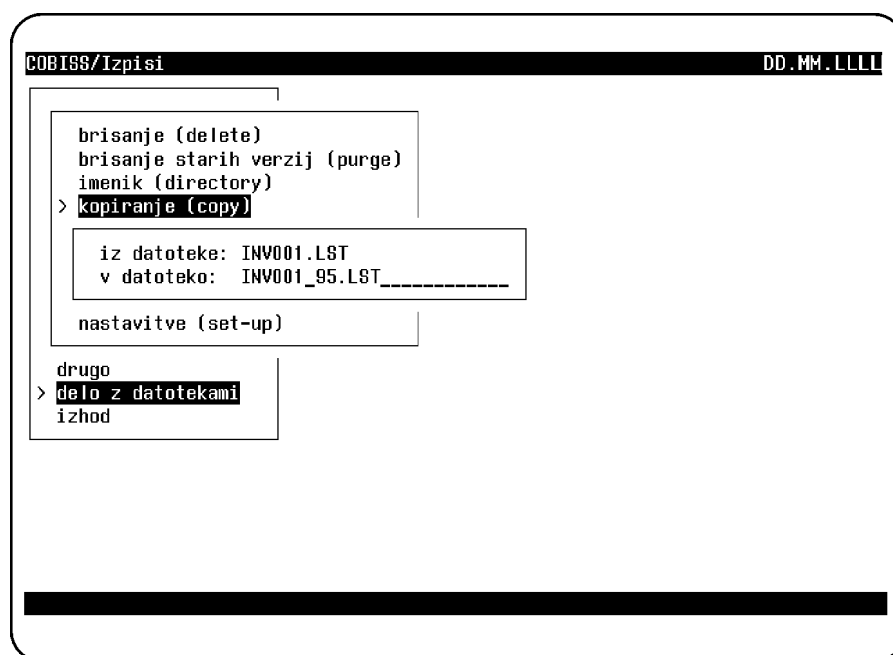 COBISS/Izpisi DD.MM.LLLL
brisanje (delete)
brisanje starih verzij (purge)
imenik (directory)
> kopiranje (copy)
iz datoteke: INV001.LST
v datoteko: INV001_95.LST____________
nastavitve (set-up)
drugo
> delo z datotekami
izhod